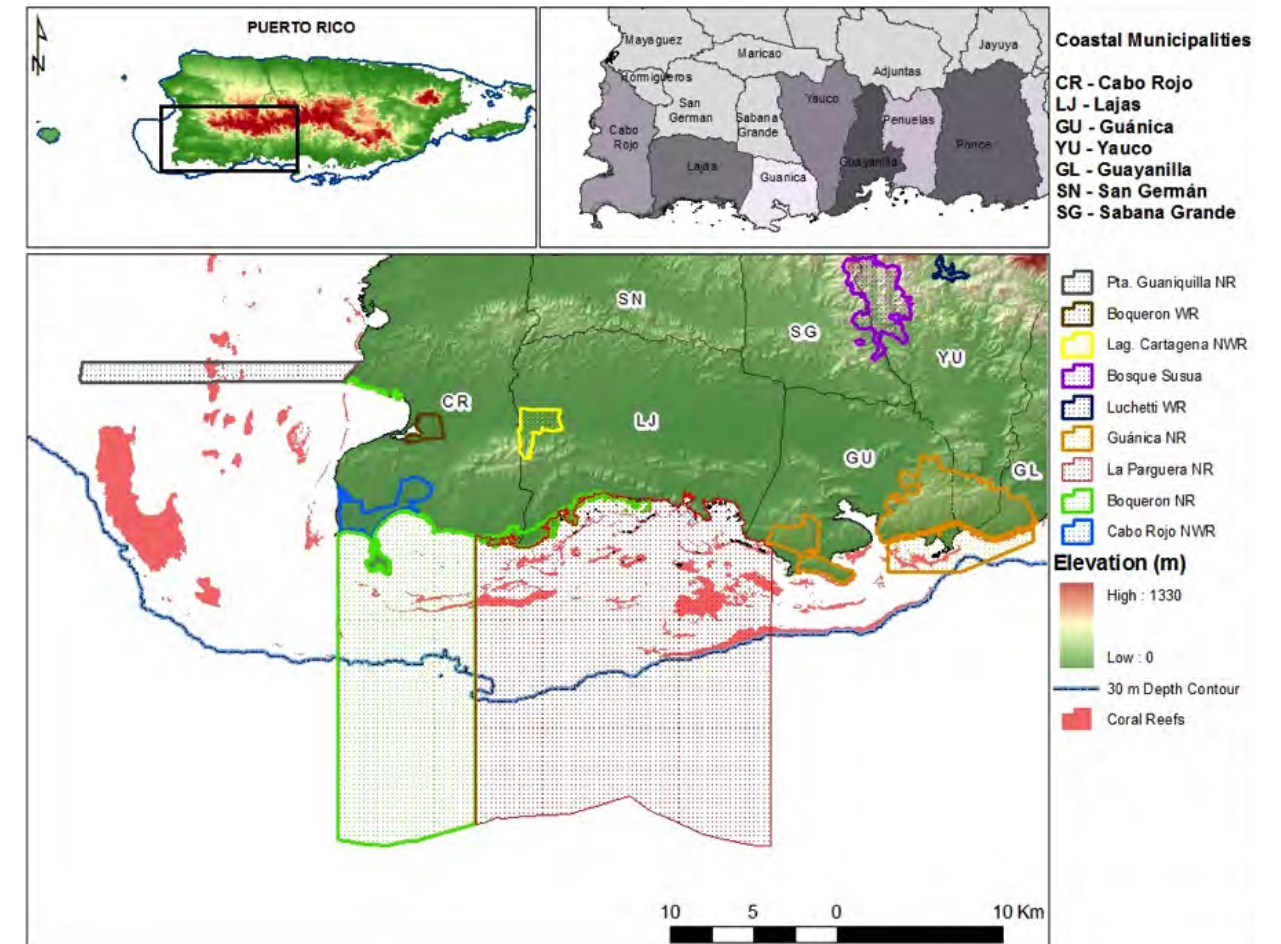 PUERTO RICO
N
Mayaguez
Maricao
Jayuya
Hormigueros
Adjuntas
San
German
Sabana
Grande
Yauco
Penuelas
Cabo
Rojo
Lajas
Guanica
Guayanilla
Ponce
Coastal Municipalities
CR - Cabo Rojo
LJ - Lajas
GU - Guánica
YU - Yauco
GL - Guayanilla
SN - San Germán
SG - Sabana Grande
SN
SG
YU
CR
LJ
GU
GL
Pta. Guaniquilla NR
Boqueron WR
Lag. Cartagena NWR
Bosque Susua
Luchetti WR
Guánica NR
La Parguera NR
Boqueron NR
Cabo Rojo NWR
Elevation (m)
High : 1330
Low : 0
30 m Depth Contour
Coral Reefs
10 5 0 10 Km